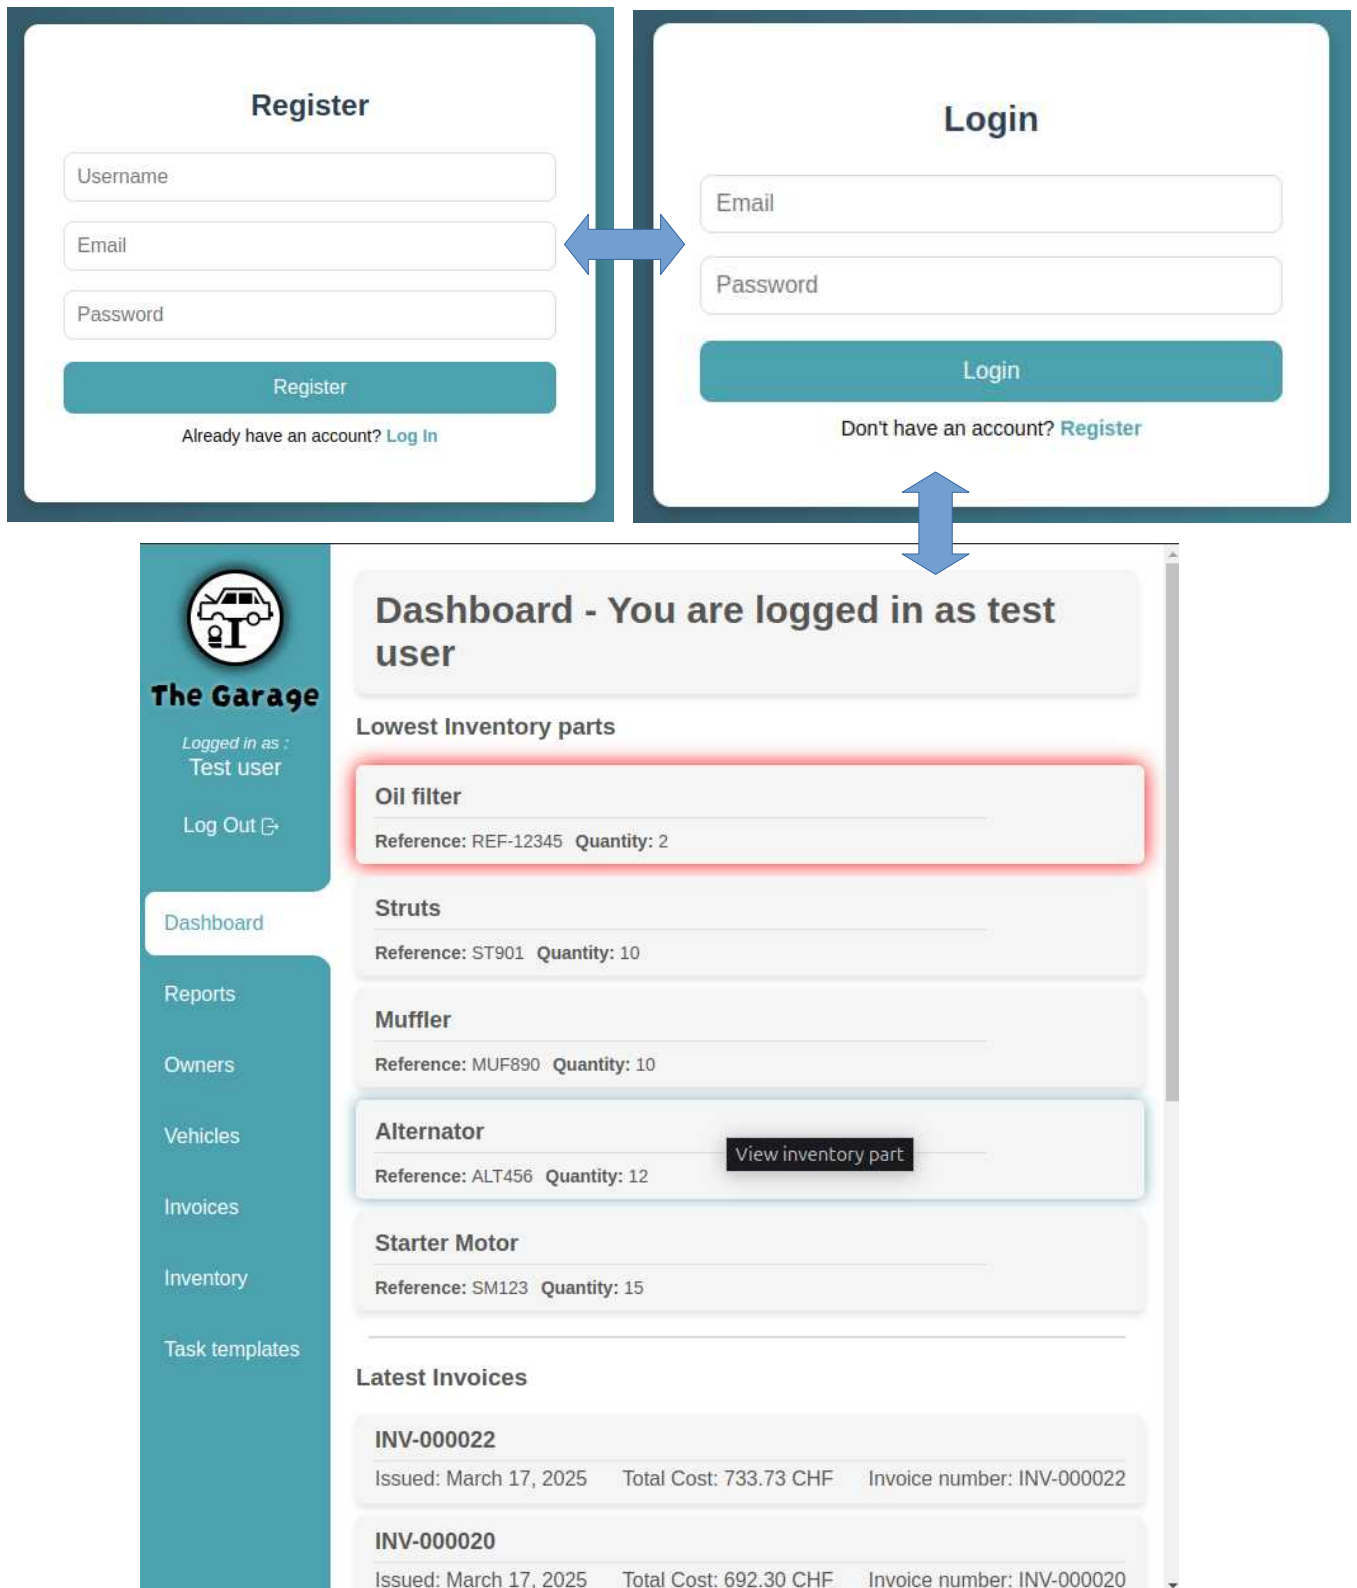 Register
Username
Email
Password
Register
Already have an account? Log In
Login
Email
Password
Login
Don't have an account? Register
The Garage
Logged in as :
Test user
Log Out
Dashboard
Reports
Owners
Vehicles
Invoices
Inventory
Task templates
Dashboard - You are logged in as test
user
Lowest Inventory parts
Oil filter
Reference: REF-12345 Quantity: 2
Struts
Reference: ST901 Quantity: 10
Muffler
Reference: MUF890 Quantity: 10
Alternator
View inventory part
Reference: ALT456 Quantity: 12
Starter Motor
Reference: SM123 Quantity: 15
Latest Invoices
INV-000022
Issued: March 17, 2025 Total Cost: 733.73 CHF Invoice number: INV-000022
INV-000020
Issued: March 17, 2025 Total Cost: 692.30 CHF Invoice number: INV-000020